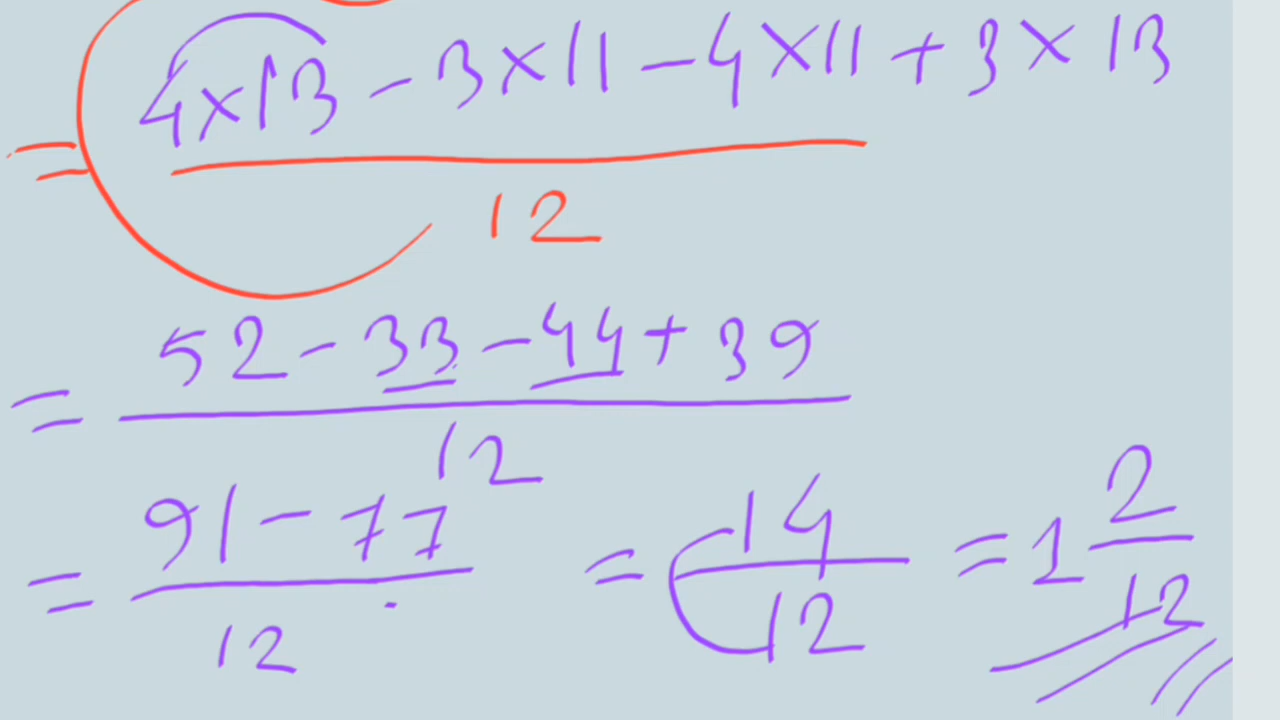 4×13 - 3×11 - 4×11 + 3×13
=
12
52 - 33 - 44 + 39
=
12
91 - 77
= = 14/12 = 1 2/12
12